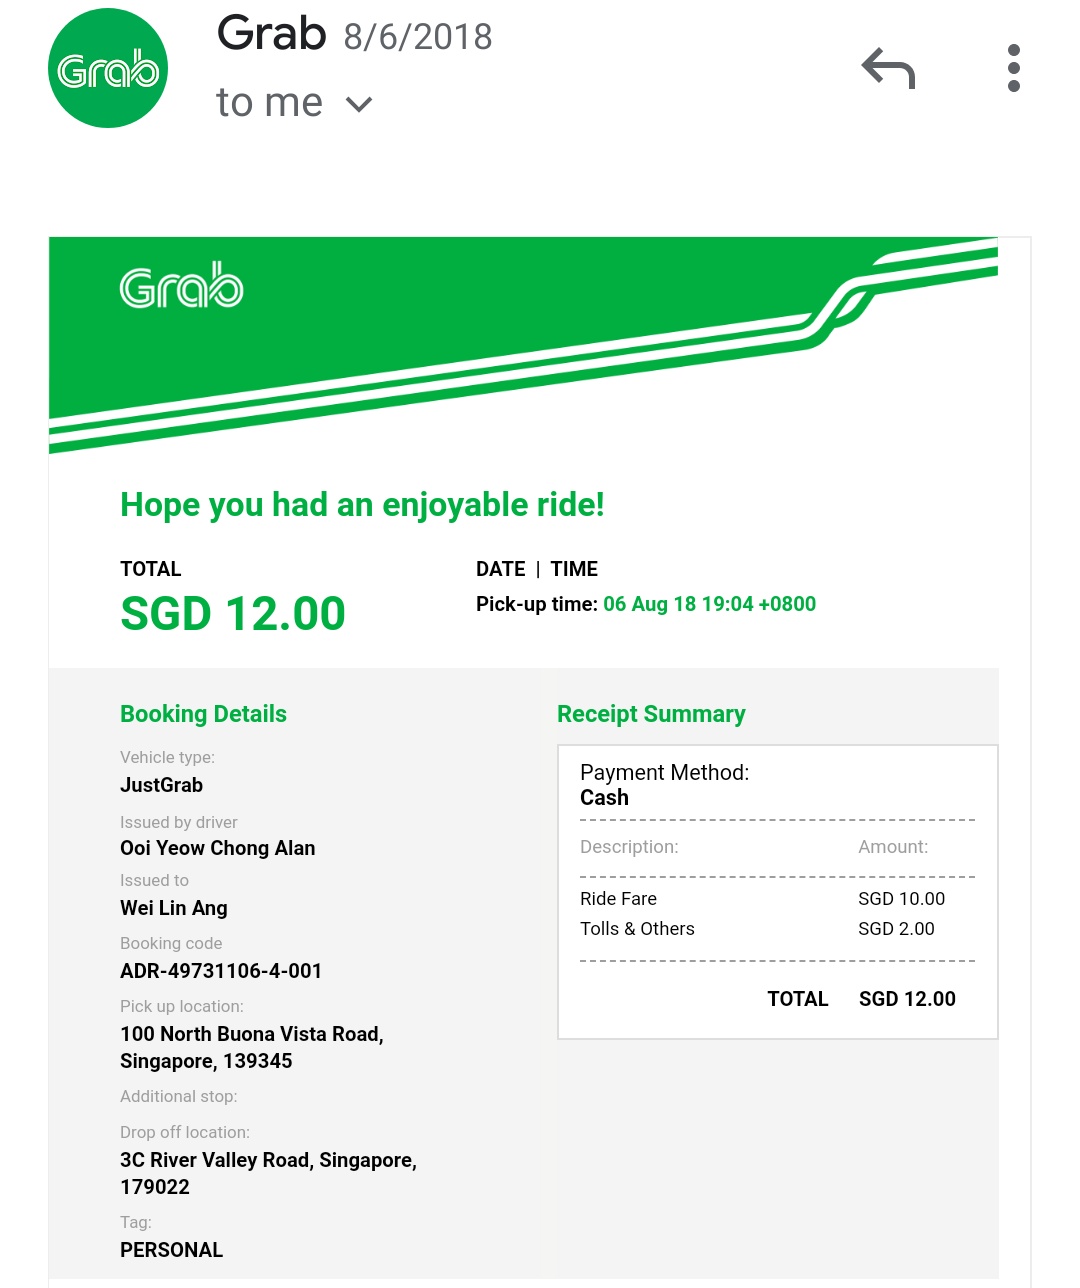 Grab
Grab 8/6/2018
to me
Grab
Hope you had an enjoyable ride!
TOTAL
SGD 12.00
DATE | TIME
Pick-up time: 06 Aug 18 19:04 +0800
Booking Details
Vehicle type:
JustGrab
Issued by driver
Ooi Yeow Chong Alan
Issued to
Wei Lin Ang
Booking code
ADR-49731106-4-001
Pick up location:
100 North Buona Vista Road,
Singapore, 139345
Additional stop:
Drop off location:
3C River Valley Road, Singapore,
179022
Tag:
PERSONAL
Receipt Summary
Payment Method:
Cash
Description: Amount:
Ride Fare SGD 10.00
Tolls & Others SGD 2.00
TOTAL SGD 12.00